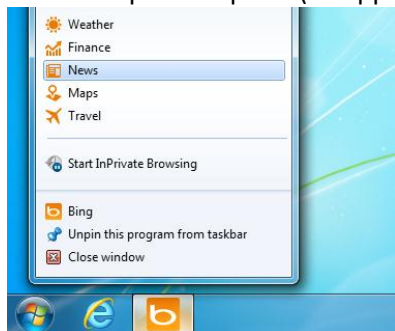 Weather
Finance
News
Maps
Travel
Start InPrivate Browsing
Bing
Unpin this program from taskbar
Close window